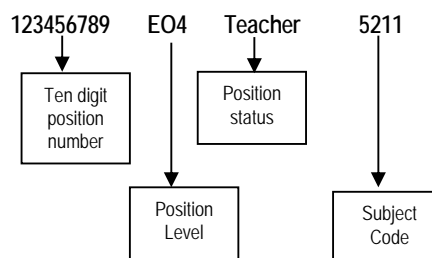 123456789 EO4 Teacher 5211
Ten digit
position
number
Position
status
Position
Level
Subject
Code